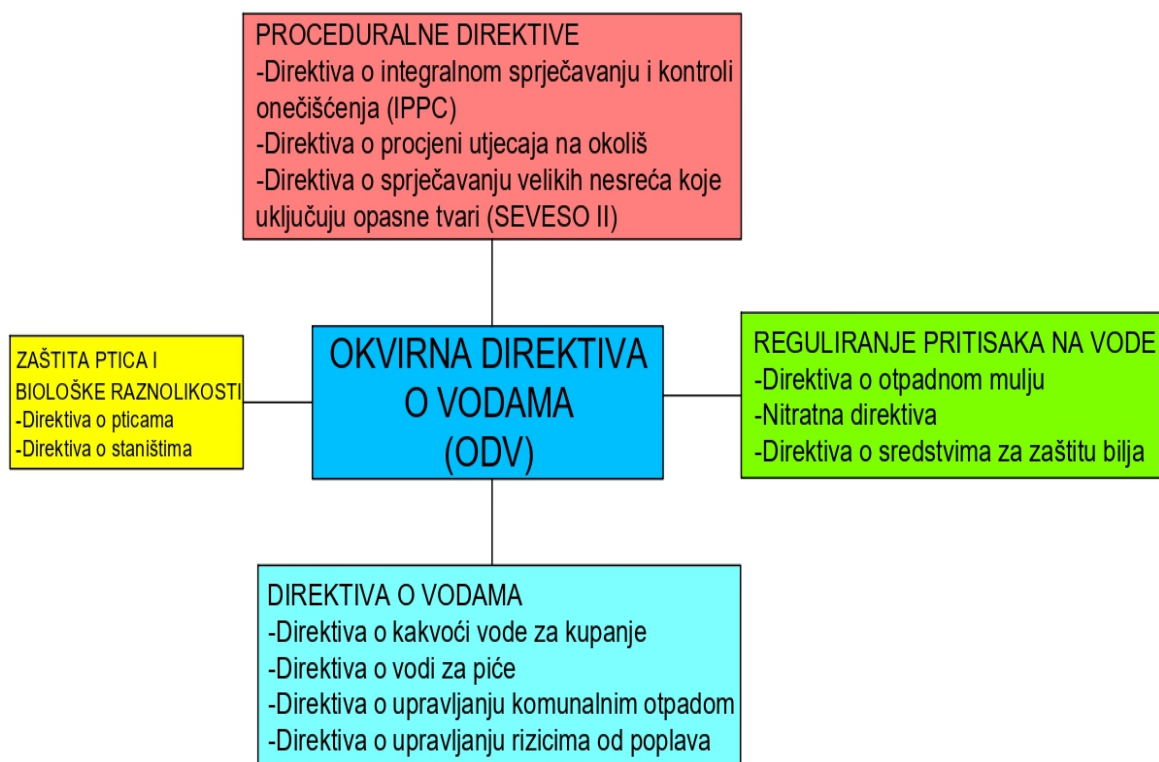 PROCEDURALNE DIREKTIVE
-Direktiva o integralnom sprječavanju i kontroli
onečišćenja (IPPC)
-Direktiva o procjeni utjecaja na okoliš
-Direktiva o sprječavanju velikih nesreća koje
uključuju opasne tvari (SEVESO II)
ZAŠTITA PTICA I
BIOLOŠKE RAZNOLIKOSTI
-Direktiva o pticama
-Direktiva o staništima
OKVIRNA DIREKTIVA
O VODAMA
(ODV)
REGULIRANJE PRITISAKA NA VODE
-Direktiva o otpadnom mulju
-Nitratna direktiva
-Direktiva o sredstvima za zaštitu bilja
DIREKTIVA O VODAMA
-Direktiva o kakvoći vode za kupanje
-Direktiva o vodi za piće
-Direktiva o upravljanju komunalnim otpadom
-Direktiva o upravljanju rizicima od poplava